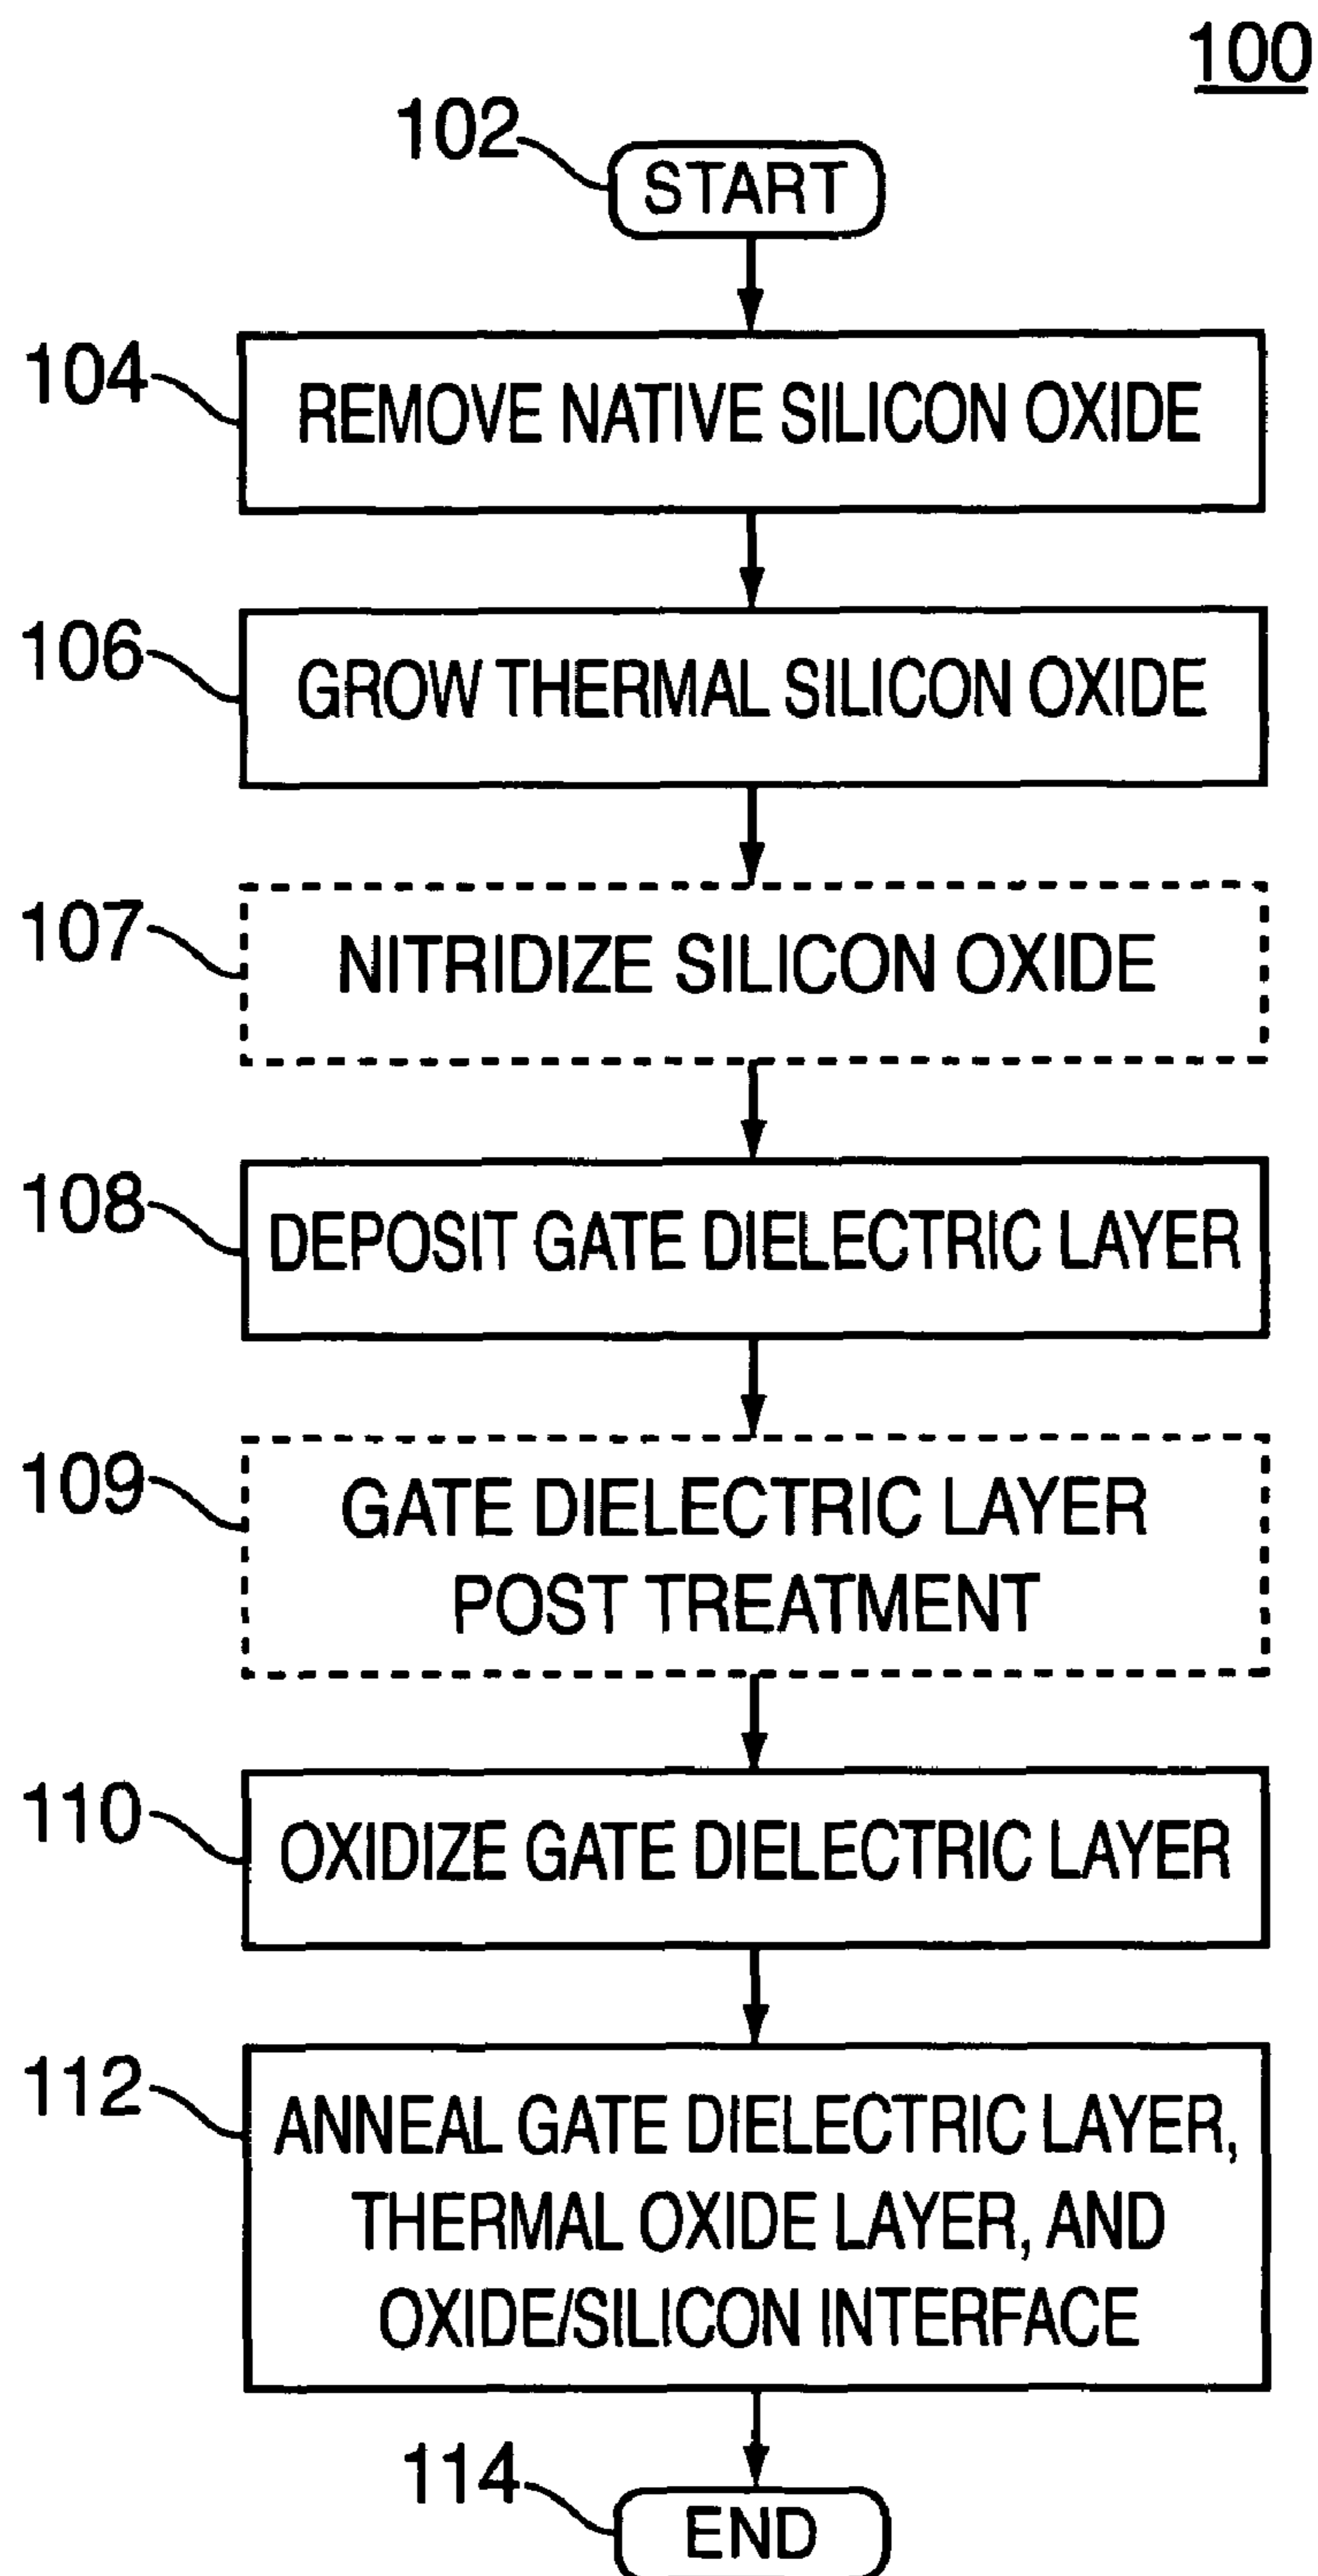 100
102
START
104
REMOVE NATIVE SILICON OXIDE
106
GROW THERMAL SILICON OXIDE
107
NITRIDIZE SILICON OXIDE
108
DEPOSIT GATE DIELECTRIC LAYER
109
GATE DIELECTRIC LAYER
POST TREATMENT
110
OXIDIZE GATE DIELECTRIC LAYER
112
ANNEAL GATE DIELECTRIC LAYER,
THERMAL OXIDE LAYER, AND
OXIDE/SILICON INTERFACE
114
END